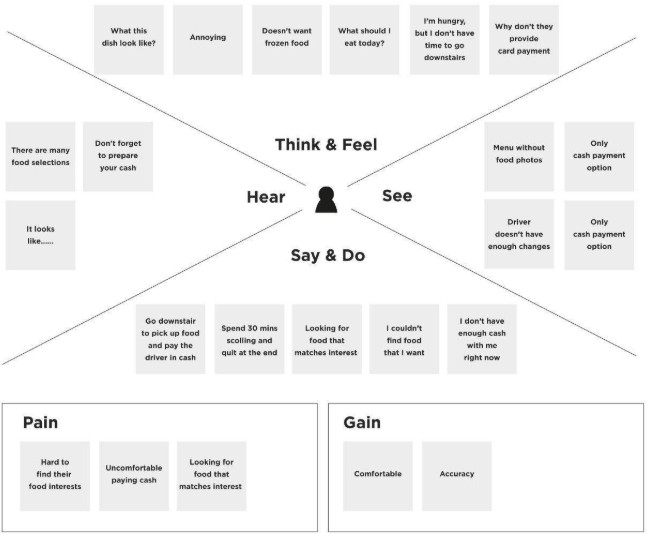 What this
dish look like?
Annoying
Doesn't want
frozen food
What should I
eat today?
I'm hungry,
but I don't have
time to go
downstairs
Why don't they
provide
card payment
Think & Feel
There are many
food selections
Don't forget
to prepare
your cash
It looks
like......
Hear
See
Menu without
food photos
Only
cash payment
option
Driver
doesn't have
enough changes
Only
cash payment
option
Say & Do
Go downstair
to pick up food
and pay the
driver in cash
Spend 30 mins
scolling and
quit at the end
Looking for
food that
matches interest
I couldn't
find food
that I want
I don't have
enough cash
with me
right now
Pain
Hard to
find their
food interests
Uncomfortable
paying cash
Looking for
food that
matches interest
Gain
Comfortable
Accuracy